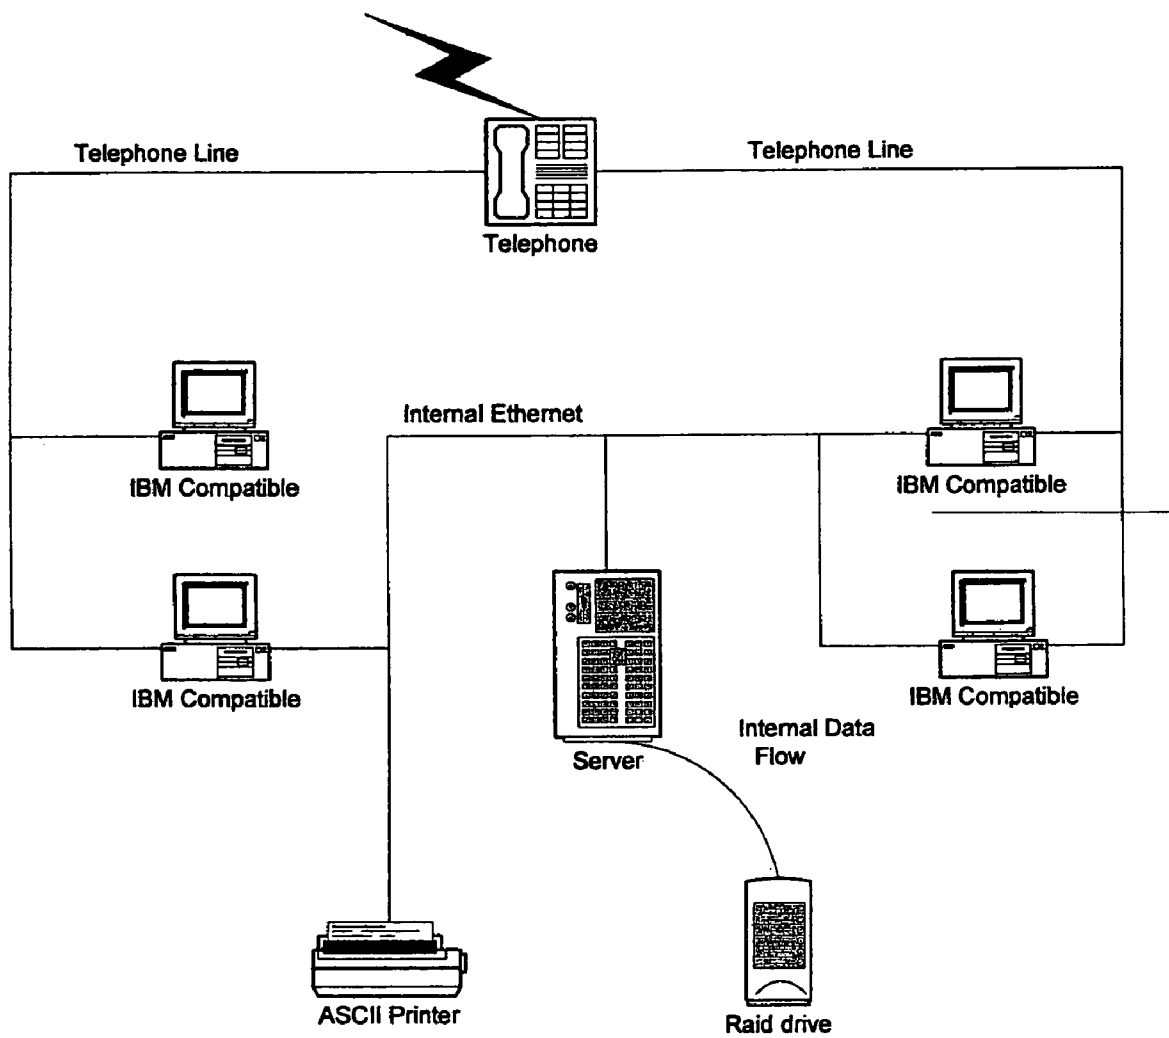 Telephone Line
Telephone Line
Telephone
Internal Ethernet
IBM Compatible
IBM Compatible
IBM Compatible
IBM Compatible
Internal Data
Flow
Server
ASCII Printer
Raid drive